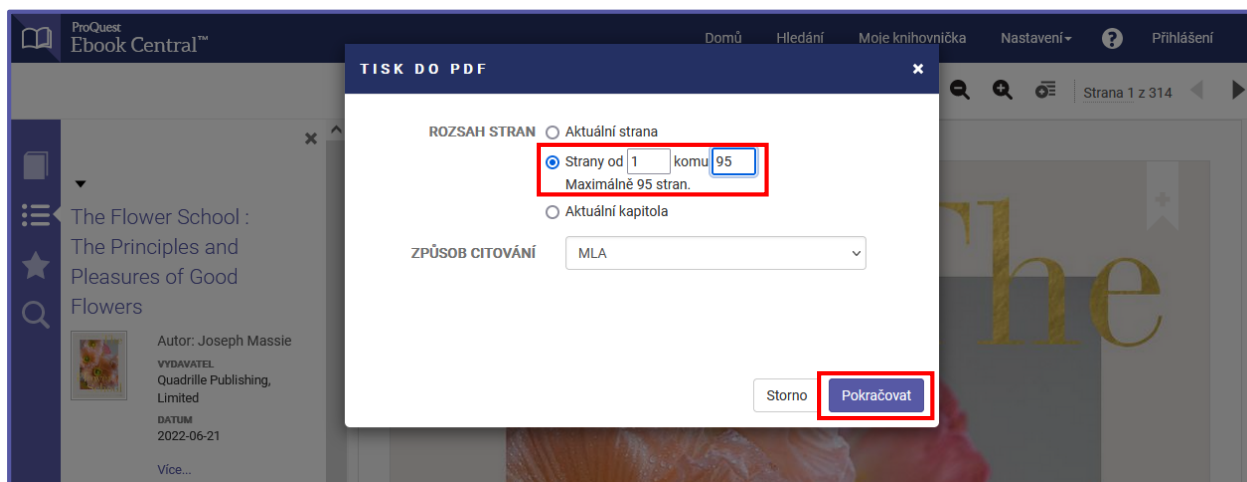 ProQuest
Ebook Central™
Domů Hledání Moje knihovnička Nastavení ? Přihlášení
TISK DO PDF
Strana 1 z 314
ROZSAH STRAN
Aktuální strana
Strany od 1 komu 95
Maximálně 95 stran.
Aktuální kapitola
ZPŮSOB CITOVÁNÍ MLA
Storno Pokračovat
The Flower School :
The Principles and
Pleasures of Good
Flowers
Autor: Joseph Massie
VYDAVATEL
Quadrille Publishing,
Limited
DATUM
2022-06-21
Více...
The